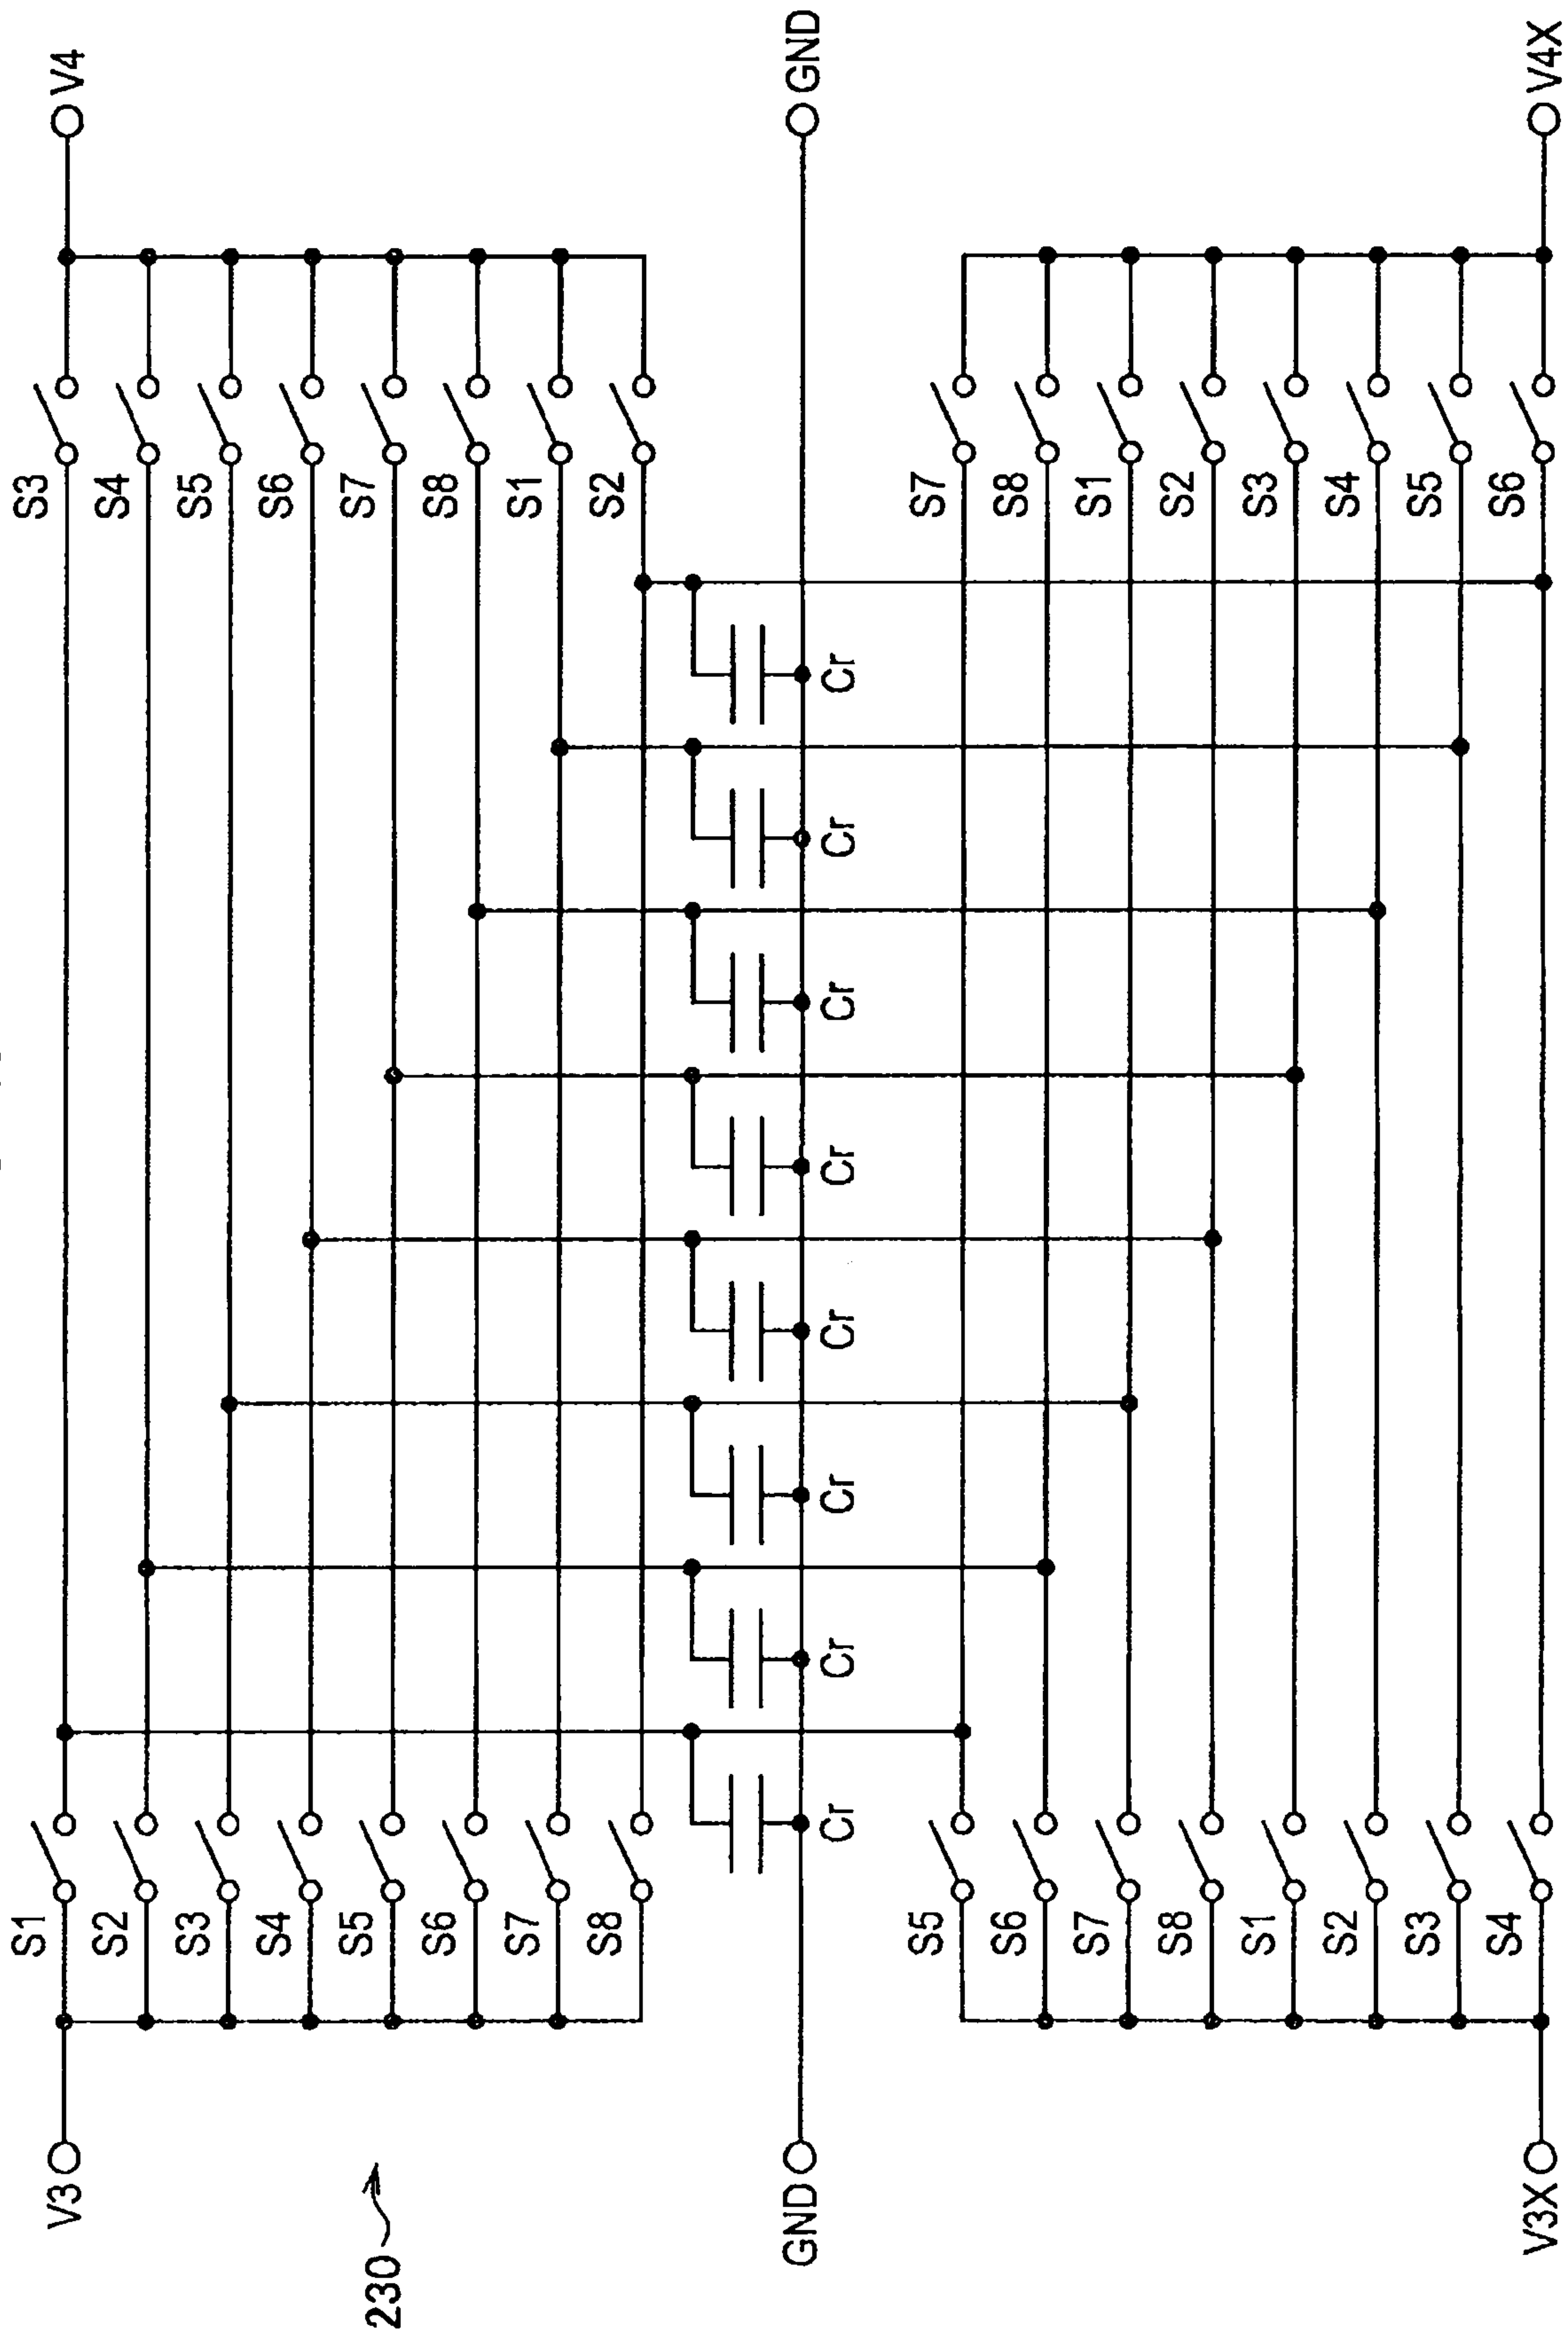 V3 S1 S3 V4
S2 S4
S3 S5
S4 S6
S5 S7
230 S6 S8
S7 S1
S8 S2
GND GND
Cr Cr Cr Cr Cr Cr Cr Cr
S5 S7
S6 S8
S7 S1
S8 S2
S1 S3
S2 S4
S3 S5
V3X S4 S6 V4X